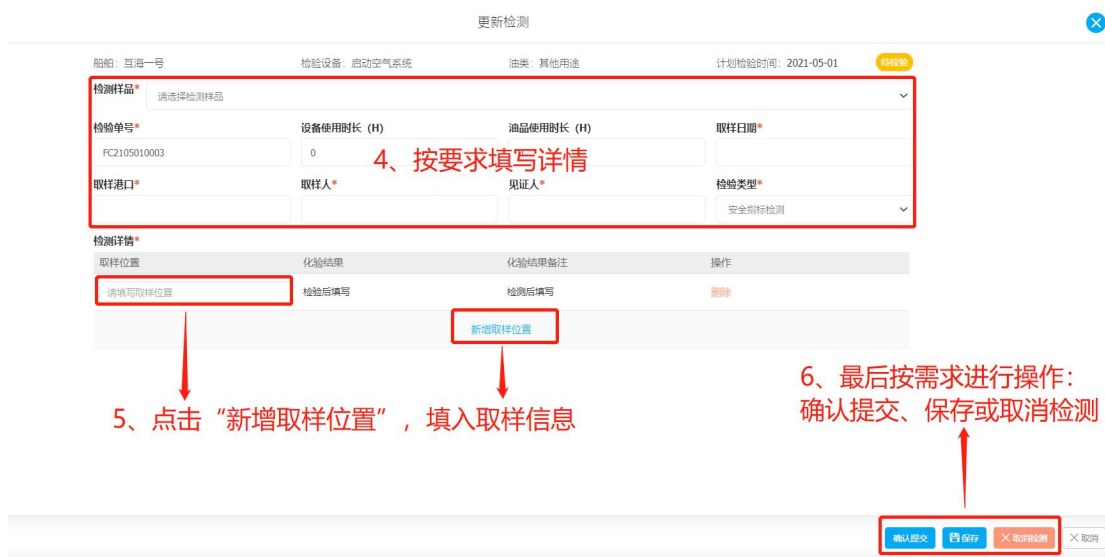 更新检测
船舶：互海一号 检验设备：启动空气系统 油类：其他用途 计划检验时间：2021-05-01 待检验
检测样品* 请选择检测样品
检验单号* 设备使用时长（H） 油品使用时长（H） 取样日期*
FC2105010003 0
4、按要求填写详情
取样港口* 取样人* 见证人* 检验类型*
安全指标检测
检测详情*
取样位置 化验结果 化验结果备注 操作
请填写取样位置 检验后填写 检测后填写 删除
新增取样位置
5、点击“新增取样位置”，填入取样信息
6、最后按需求进行操作：
确认提交、保存或取消检测
确认提交 保存 取消检测 取消